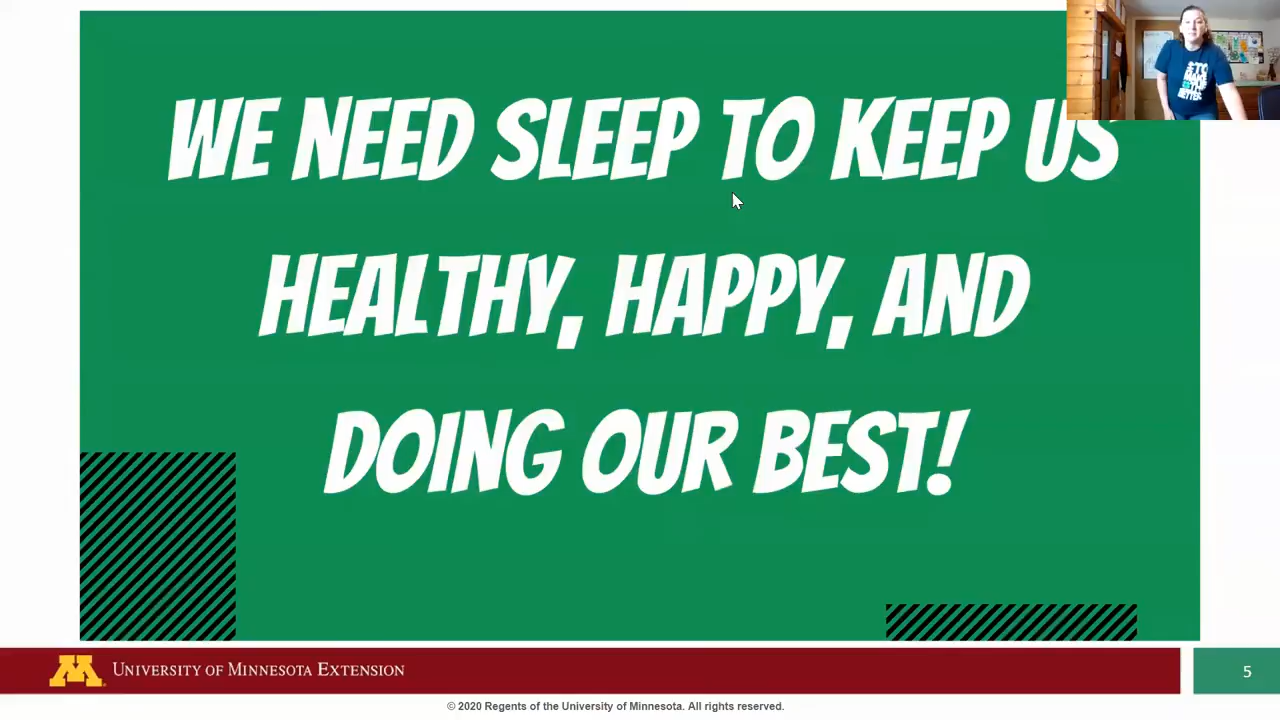 WE NEED SLEEP TO KEEP US
HEALTHY, HAPPY, AND
DOING OUR BEST!
UNIVERSITY OF MINNESOTA EXTENSION
5
© 2020 Regents of the University of Minnesota. All rights reserved.